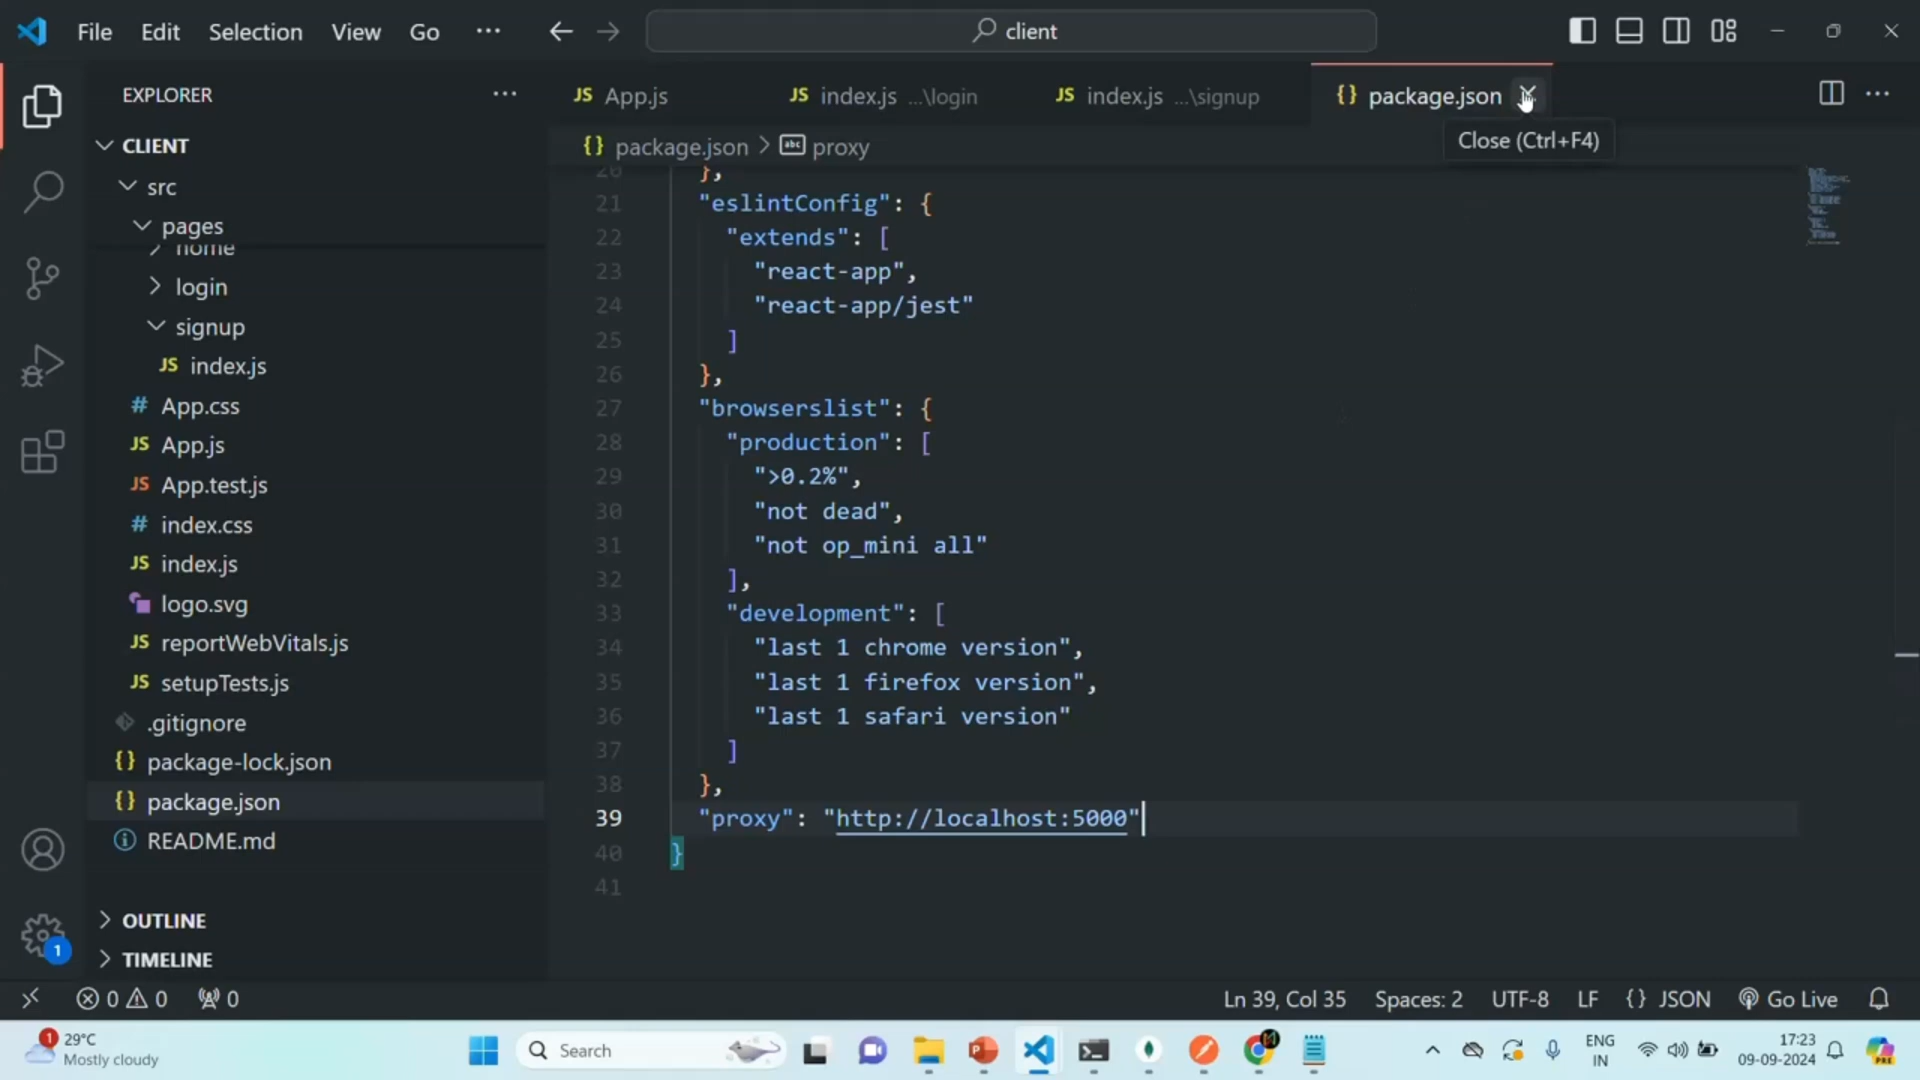 File Edit Selection View Go ··· client
EXPLORER ···
CLIENT
src
pages
home
login
signup
JS index.js
# App.css
JS App.js
JS App.test.js
# index.css
JS index.js
logo.svg
JS reportWebVitals.js
JS setupTests.js
.gitignore
{} package-lock.json
{} package.json
README.md
OUTLINE
TIMELINE
1
JS App.js JS index.js ...\login JS index.js ...\signup {} package.json
Close (Ctrl+F4)
{} package.json > abc proxy
20 },
21 "eslintConfig": {
22 "extends": [
23 "react-app",
24 "react-app/jest"
25 ]
26 },
27 "browserslist": {
28 "production": [
29 ">0.2%",
30 "not dead",
31 "not op_mini all"
32 ],
33 "development": [
34 "last 1 chrome version",
35 "last 1 firefox version",
36 "last 1 safari version"
37 ]
38 },
39 "proxy": "http://localhost:5000"
40 }
41
0 0 0 Ln 39, Col 35 Spaces: 2 UTF-8 LF {} JSON Go Live
1 29°C
Mostly cloudy
Search
ENG
IN
17:23
09-09-2024
PRE